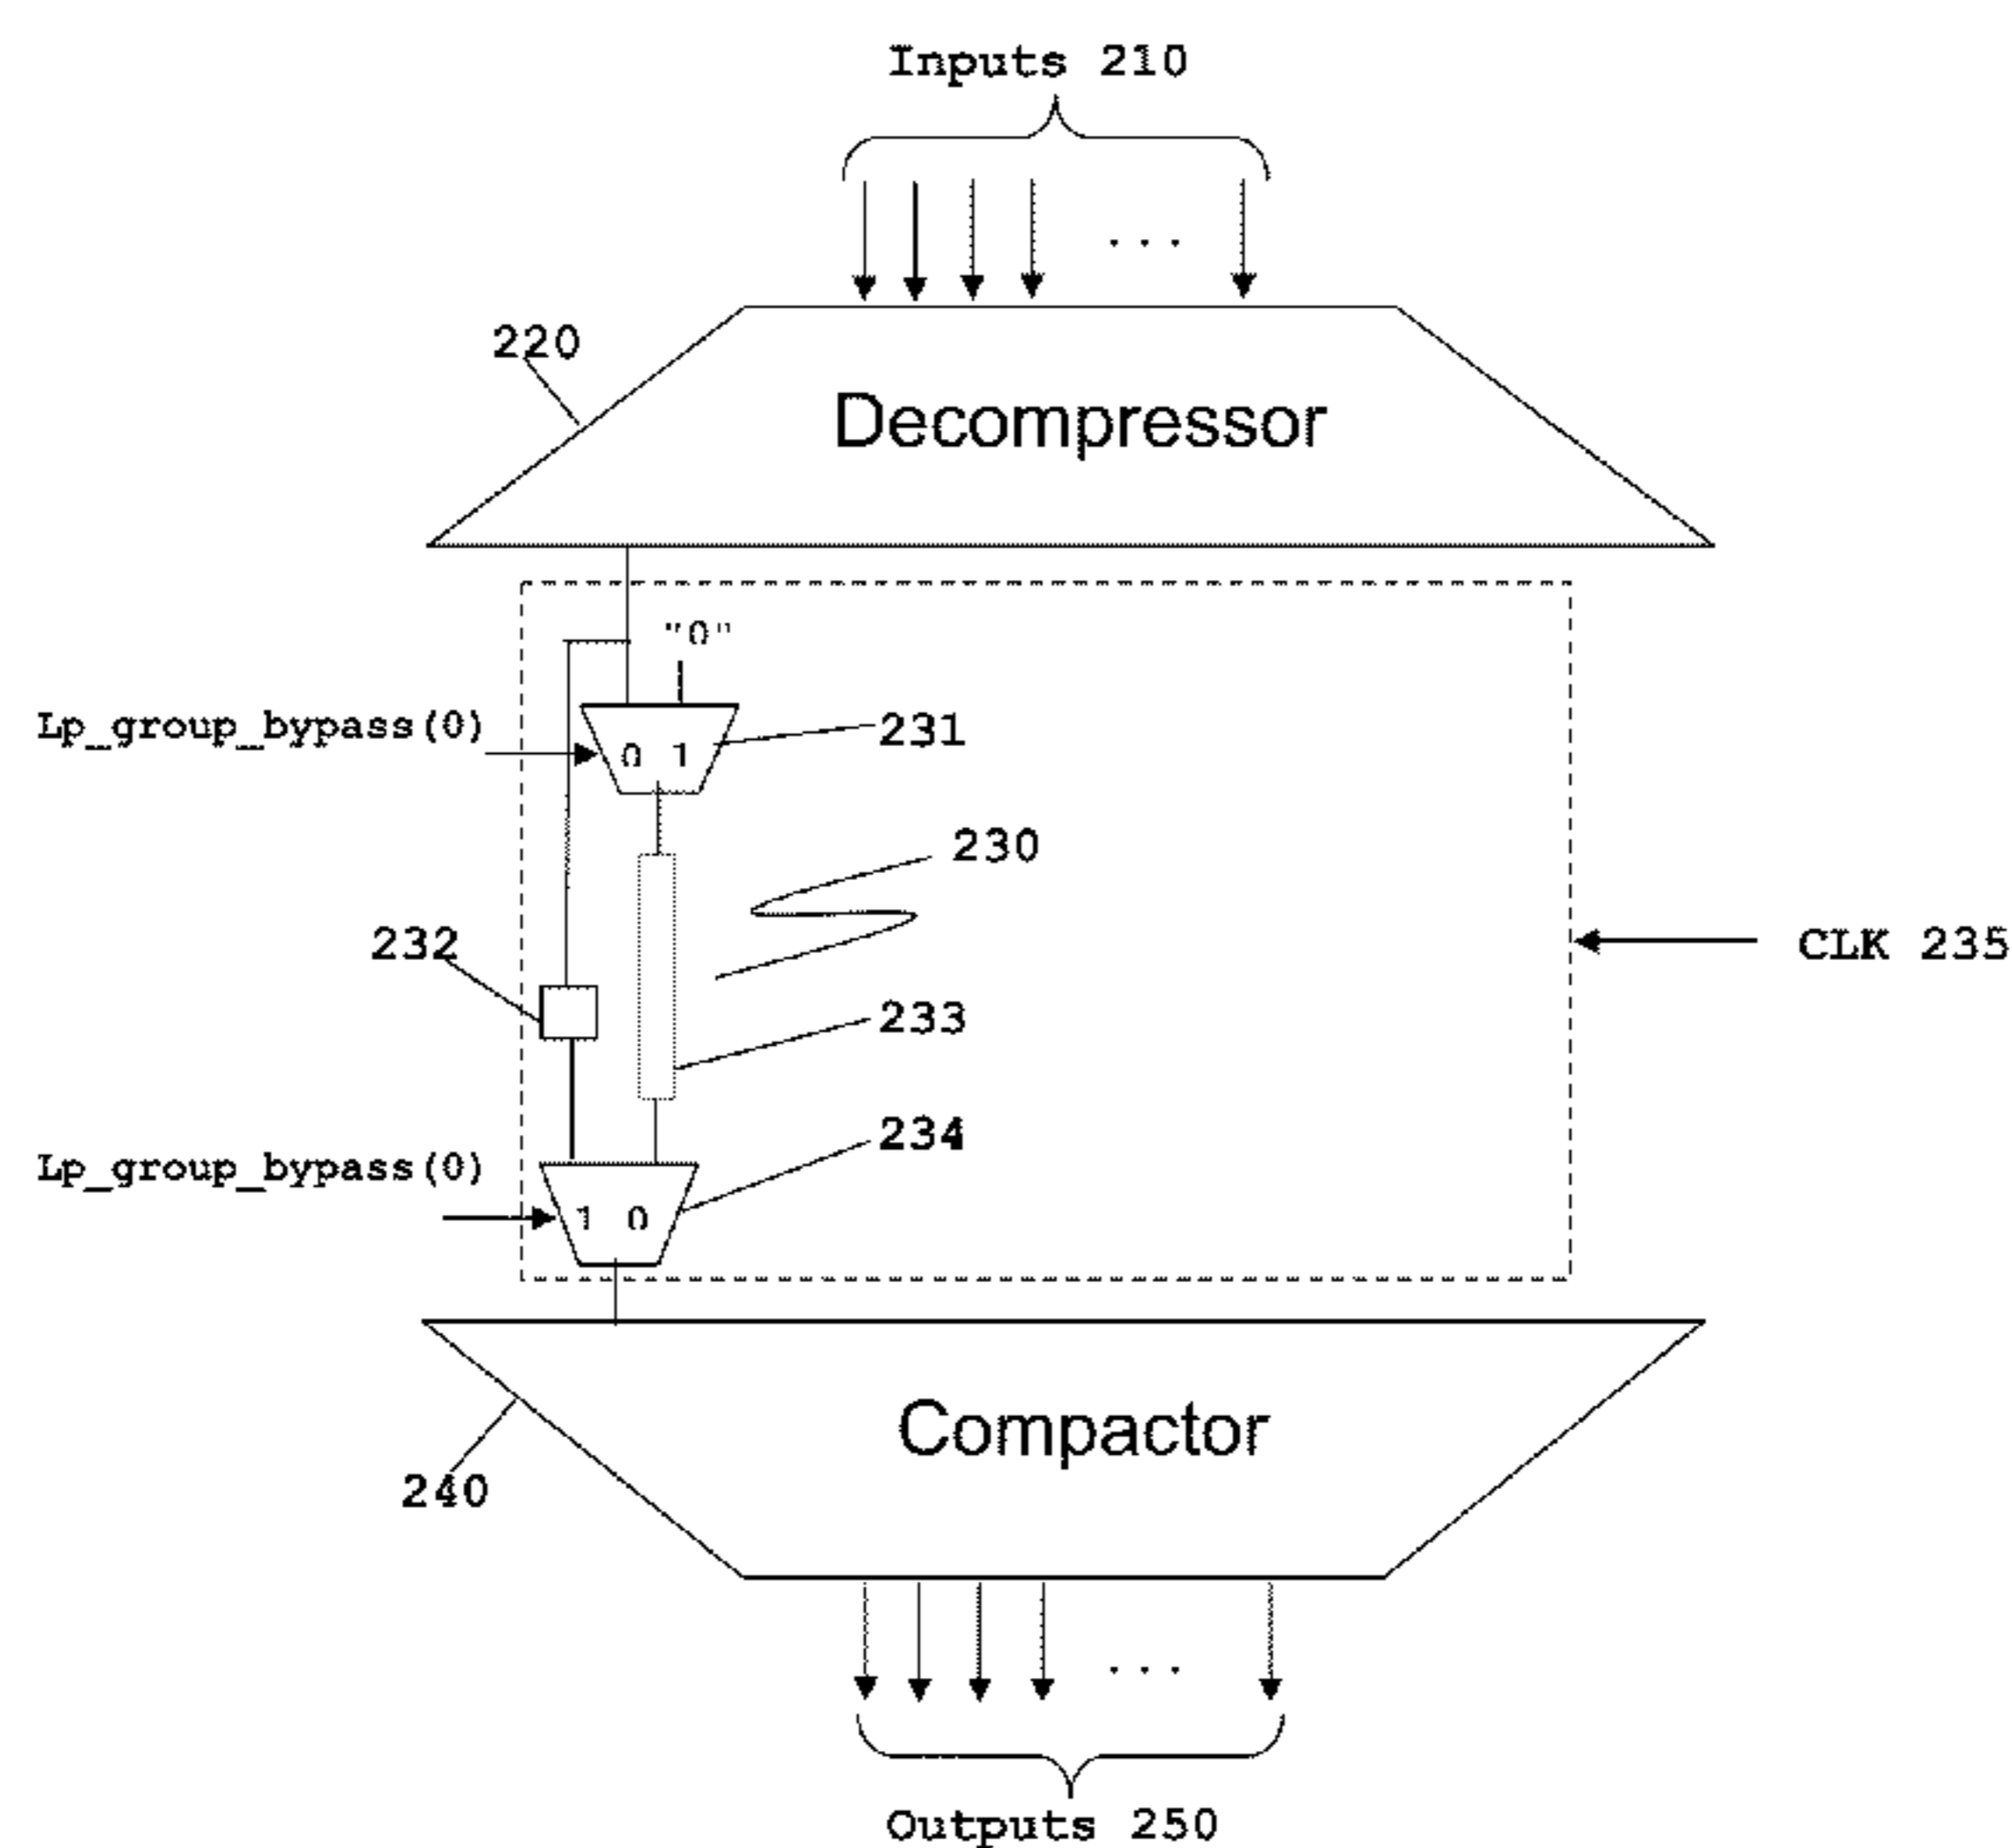 Inputs 210
. . .
220
Decompressor
"0"
Lp_group_bypass(0)
0 1
231
230
232
CLK 235
233
234
Lp_group_bypass(0)
1 0
Compactor
240
. . .
Outputs 250